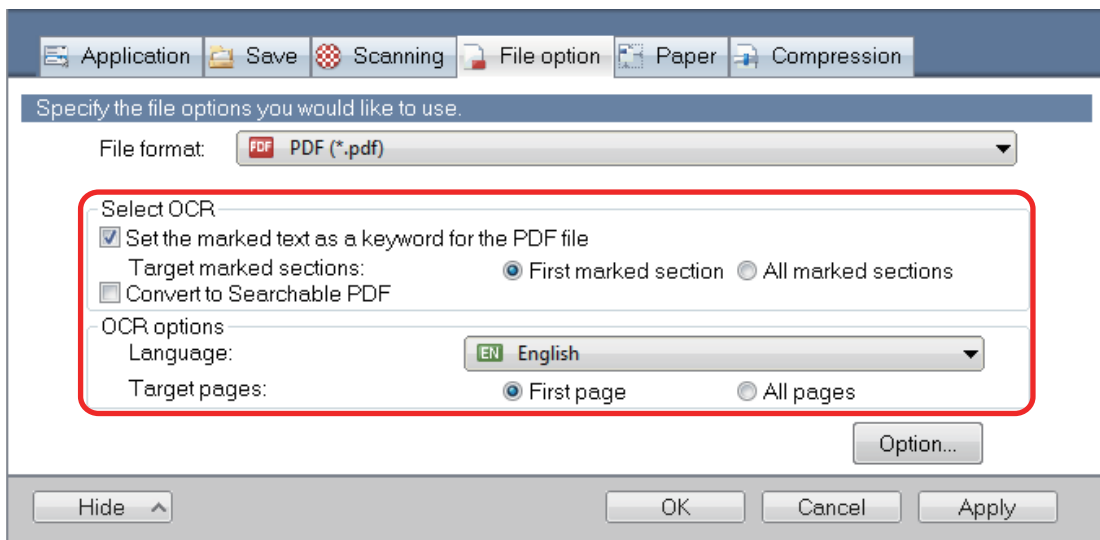 Application Save Scanning File option Paper Compression
Specify the file options you would like to use.
File format: PDF PDF (*.pdf)
Select OCR
Set the marked text as a keyword for the PDF file
Target marked sections: First marked section All marked sections
Convert to Searchable PDF
OCR options
Language: EN English
Target pages: First page All pages
Option...
Hide OK Cancel Apply